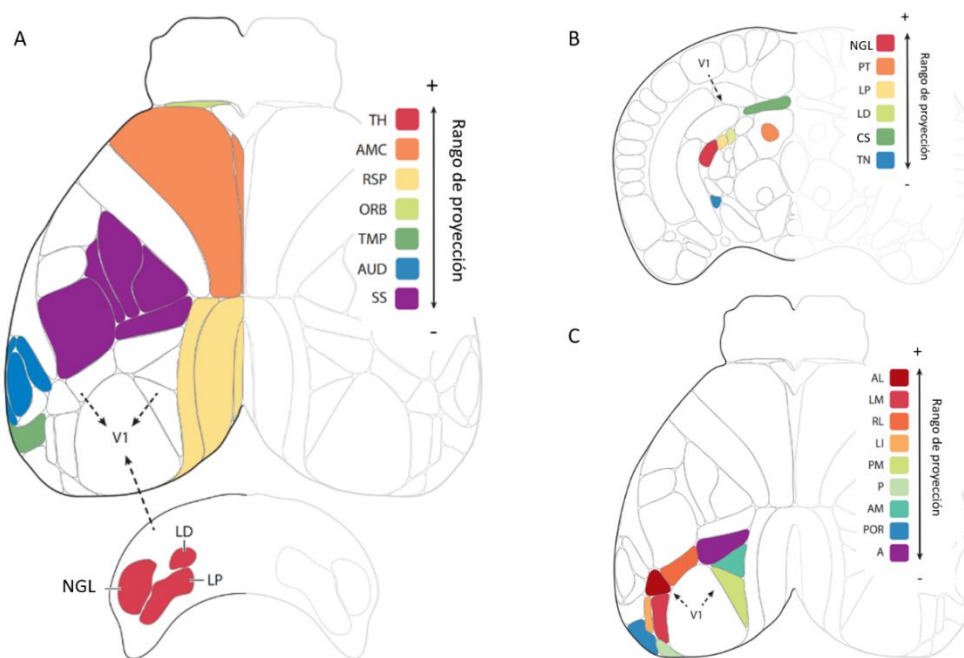 A
+
TH
AMC
RSP
ORB
TMP
AUD
SS
Rango de proyección
-
V1
LD
LP
NGL
B
+
NGL
PT
LP
LD
CS
TN
Rango de proyección
-
V1
C
+
AL
LM
RL
LI
PM
P
AM
POR
A
Rango de proyección
-
V1